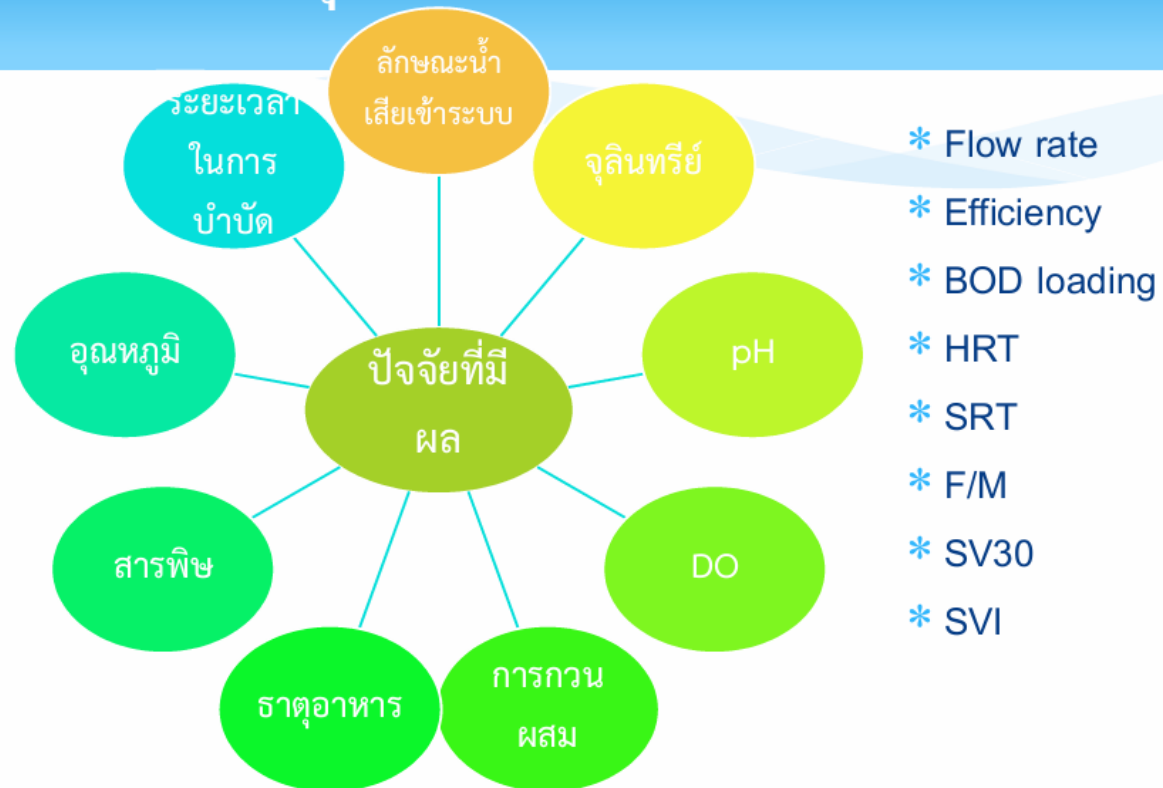 ลักษณะน้ำ
เสียเข้าระบบ
จุลินทรีย์
pH
DO
การกวน
ผสม
ธาตุอาหาร
สารพิษ
อุณหภูมิ
ระยะเวลา
ในการ
บำบัด
ปัจจัยที่มี
ผล
* Flow rate
* Efficiency
* BOD loading
* HRT
* SRT
* F/M
* SV30
* SVI